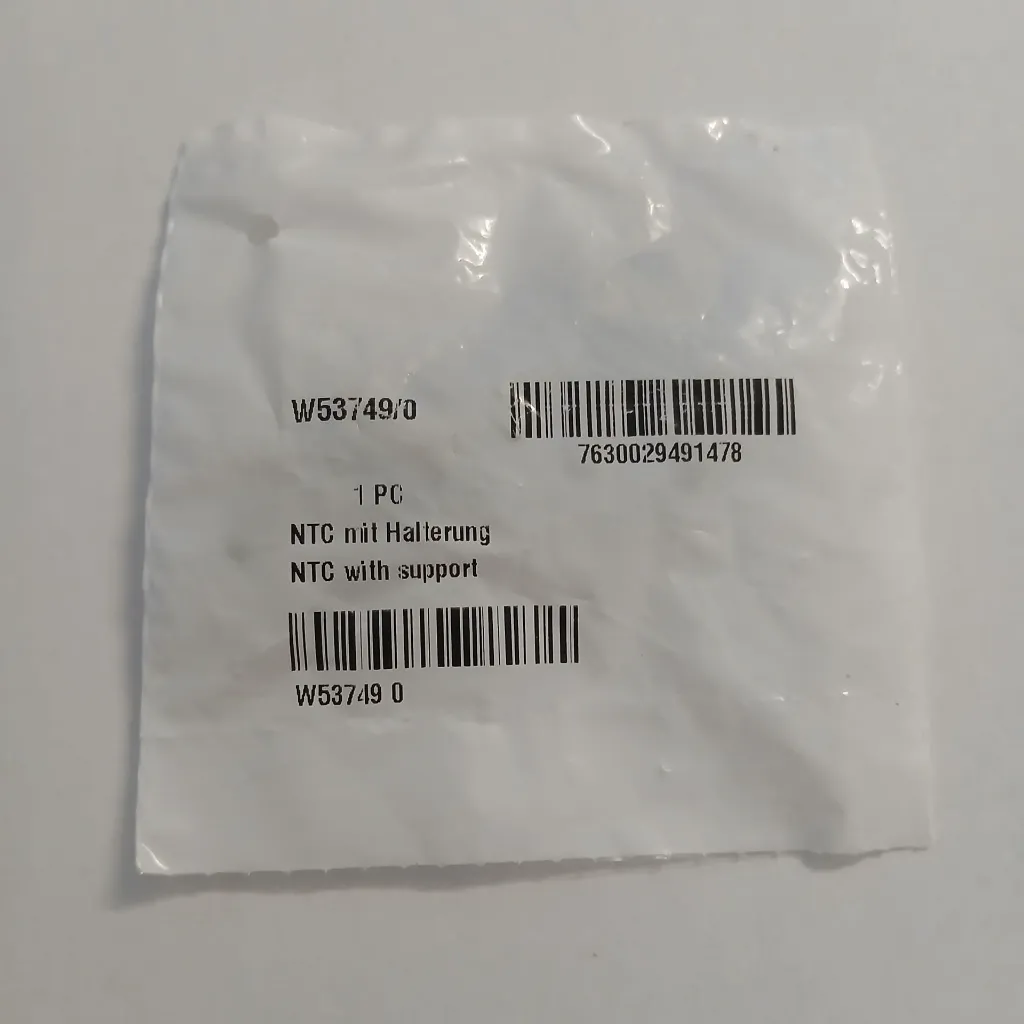 W53749/0
7630029491478
1 PC
NTC mit Halterung
NTC with support
W53749 0